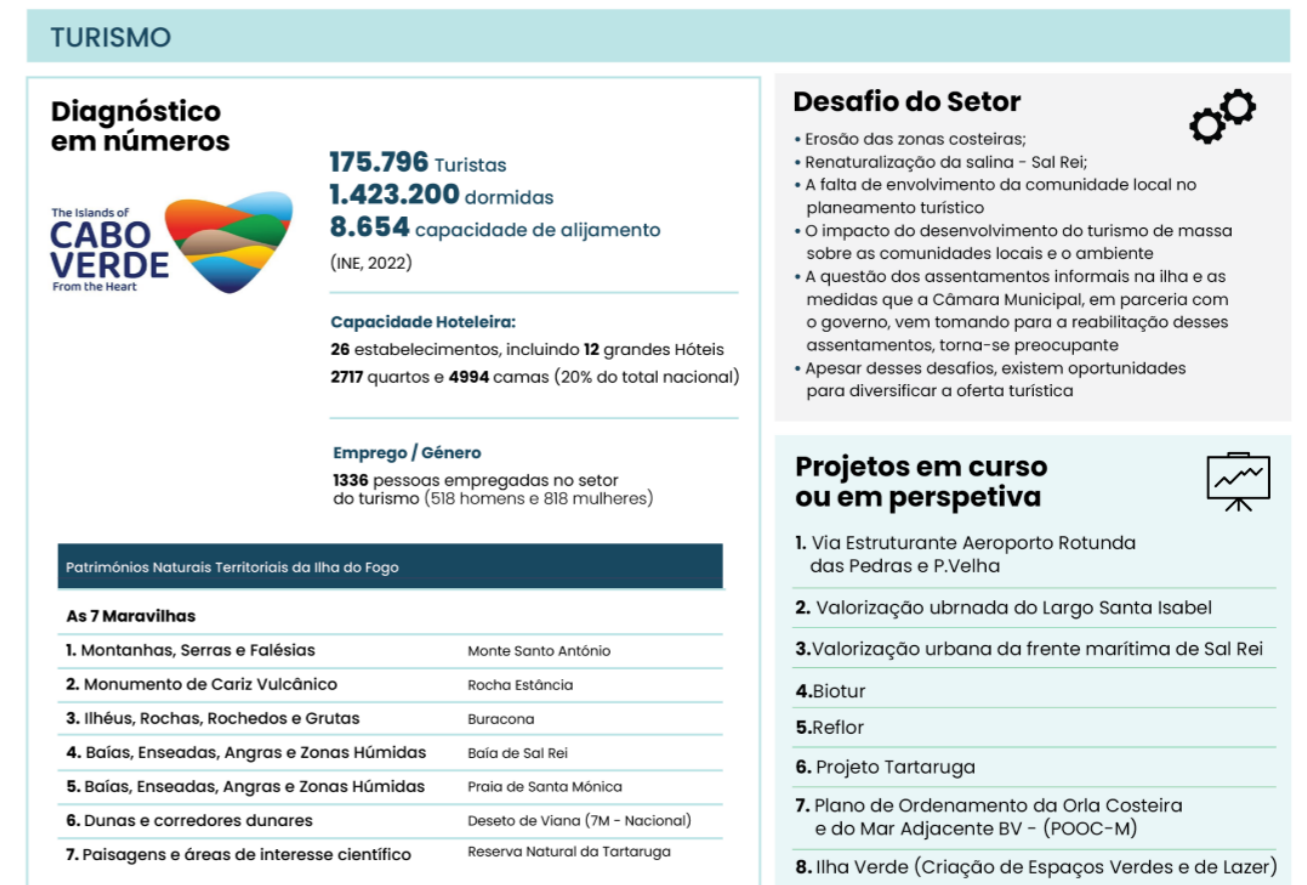 TURISMO
Diagnóstico
em números
The Islands of
CABO
VERDE
From the Heart
175.796 Turistas
1.423.200 dormidas
8.654 capacidade de alijamento
(INE, 2022)
Capacidade Hoteleira:
26 estabelecimentos, incluindo 12 grandes Hóteis
2717 quartos e 4994 camas (20% do total nacional)
Emprego / Género
1336 pessoas empregadas no setor
do turismo (518 homens e 818 mulheres)
Patrimónios Naturais Territoriais da Ilha do Fogo
As 7 Maravilhas
1. Montanhas, Serras e Falésias Monte Santo António
2. Monumento de Cariz Vulcânico Rocha Estância
3. Ilhéus, Rochas, Rochedos e Grutas Buracona
4. Baías, Enseadas, Angras e Zonas Húmidas Baía de Sal Rei
5. Baías, Enseadas, Angras e Zonas Húmidas Praia de Santa Mónica
6. Dunas e corredores dunares Deseto de Viana (7M - Nacional)
7. Paisagens e áreas de interesse científico Reserva Natural da Tartaruga
Desafio do Setor
• Erosão das zonas costeiras;
• Renaturalização da salina - Sal Rei;
• A falta de envolvimento da comunidade local no
planeamento turístico
• O impacto do desenvolvimento do turismo de massa
sobre as comunidades locais e o ambiente
• A questão dos assentamentos informais na ilha e as
medidas que a Câmara Municipal, em parceria com
o governo, vem tomando para a reabilitação desses
assentamentos, torna-se preocupante
• Apesar desses desafios, existem oportunidades
para diversificar a oferta turística
Projetos em curso
ou em perspetiva
1. Via Estruturante Aeroporto Rotunda
das Pedras e P.Velha
2. Valorização ubrnada do Largo Santa Isabel
3.Valorização urbana da frente marítima de Sal Rei
4.Biotur
5.Reflor
6. Projeto Tartaruga
7. Plano de Ordenamento da Orla Costeira
e do Mar Adjacente BV - (POOC-M)
8. Ilha Verde (Criação de Espaços Verdes e de Lazer)